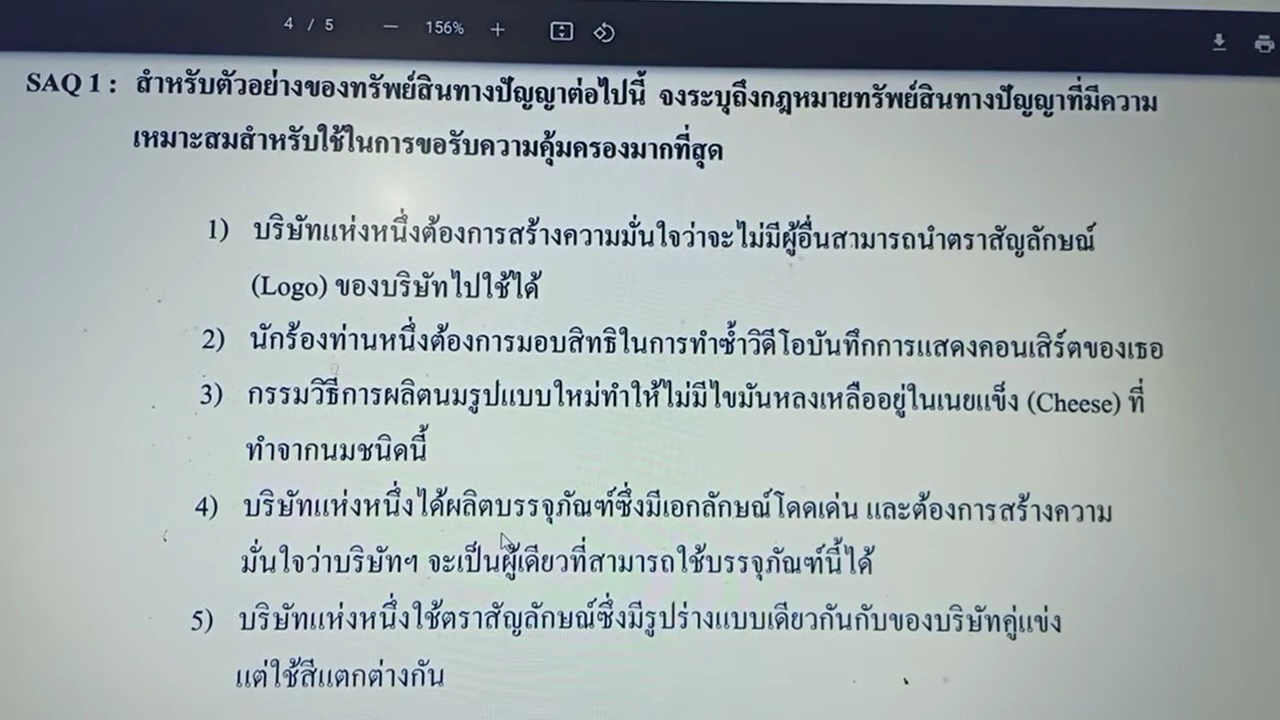 4 / 5 — 156% +
SAQ 1 : สำหรับตัวอย่างของทรัพย์สินทางปัญญาต่อไปนี้ จงระบุถึงกฎหมายทรัพย์สินทางปัญญาที่มีความ
เหมาะสมสำหรับใช้ในการขอรับความคุ้มครองมากที่สุด
1) บริษัทแห่งหนึ่งต้องการสร้างความมั่นใจว่าจะไม่มีผู้อื่นสามารถนำตราสัญลักษณ์
(Logo) ของบริษัทไปใช้ได้
2) นักร้องท่านหนึ่งต้องการมอบสิทธิในการทำซ้ำวิดีโอบันทึกการแสดงคอนเสิร์ตของเธอ
3) กรรมวิธีการผลิตนมรูปแบบใหม่ทำให้ไม่มีไขมันหลงเหลืออยู่ในเนยแข็ง (Cheese) ที่
ทำจากนมชนิดนี้
4) บริษัทแห่งหนึ่งได้ผลิตบรรจุภัณฑ์ซึ่งมีเอกลักษณ์โดดเด่น และต้องการสร้างความ
มั่นใจว่าบริษัทฯ จะเป็นผู้เดียวที่สามารถใช้บรรจุภัณฑ์นี้ได้
5) บริษัทแห่งหนึ่งใช้ตราสัญลักษณ์ซึ่งมีรูปร่างแบบเดียวกันกับของบริษัทคู่แข่ง
แต่ใช้สีแตกต่างกัน